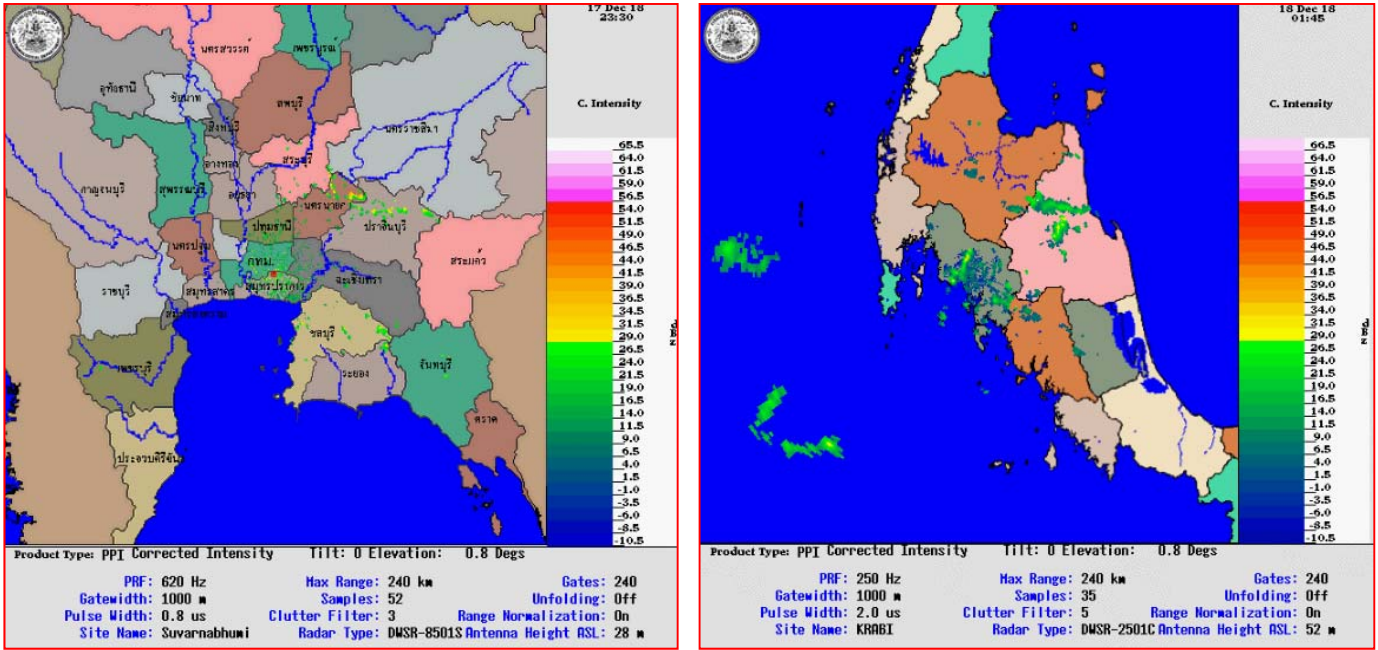 17 Dec 18
23:30
C. Intensity
65.5
64.0
61.5
59.0
56.5
54.0
51.5
49.0
46.5
44.0
41.5
39.0
36.5
34.0
31.5
29.0
26.5
24.0
21.5
19.0
16.5
14.0
11.5
9.0
6.5
4.0
1.5
-1.0
-3.5
-6.0
-8.5
-10.5
นครสวรรค์
เพชรบูรณ์
อุทัยธานี
ชัยนาท
ลพบุรี
สิงห์บุรี
นครราชสีมา
อ่างทอง
สระบุรี
กาญจนบุรี
สุพรรณบุรี
อยุธยา
นครนายก
ปราจีนบุรี
ปทุมธานี
นครปฐม
กทม.
สระแก้ว
ราชบุรี
สมุทรสาคร
สมุทรปราการ
ฉะเชิงเทรา
สมุทรสงคราม
ชลบุรี
เพชรบุรี
ระยอง
จันทบุรี
ตราด
ประจวบคีรีขันธ์
Product Type: PPI Corrected Intensity Tilt: 0 Elevation: 0.8 Degs
PRF: 620 Hz Max Range: 240 km Gates: 240
Gatewidth: 1000 m Samples: 52 Unfolding: Off
Pulse Width: 0.8 us Clutter Filter: 3 Range Normalization: On
Site Name: Suvarnabhumi Radar Type: DWSR-8501S Antenna Height ASL: 28 m
18 Dec 18
01:45
C. Intensity
66.5
64.0
61.5
59.0
56.5
54.0
51.5
49.0
46.5
44.0
41.5
39.0
36.5
34.0
31.5
29.0
26.5
24.0
21.5
19.0
16.5
14.0
11.5
9.0
6.5
4.0
1.5
-1.0
-3.5
-6.0
-8.5
-10.5
Product Type: PPI Corrected Intensity Tilt: 0 Elevation: 0.8 Degs
PRF: 250 Hz Max Range: 240 km Gates: 240
Gatewidth: 1000 m Samples: 35 Unfolding: Off
Pulse Width: 2.0 us Clutter Filter: 5 Range Normalization: On
Site Name: KRABI Radar Type: DWSR-2501C Antenna Height ASL: 52 m